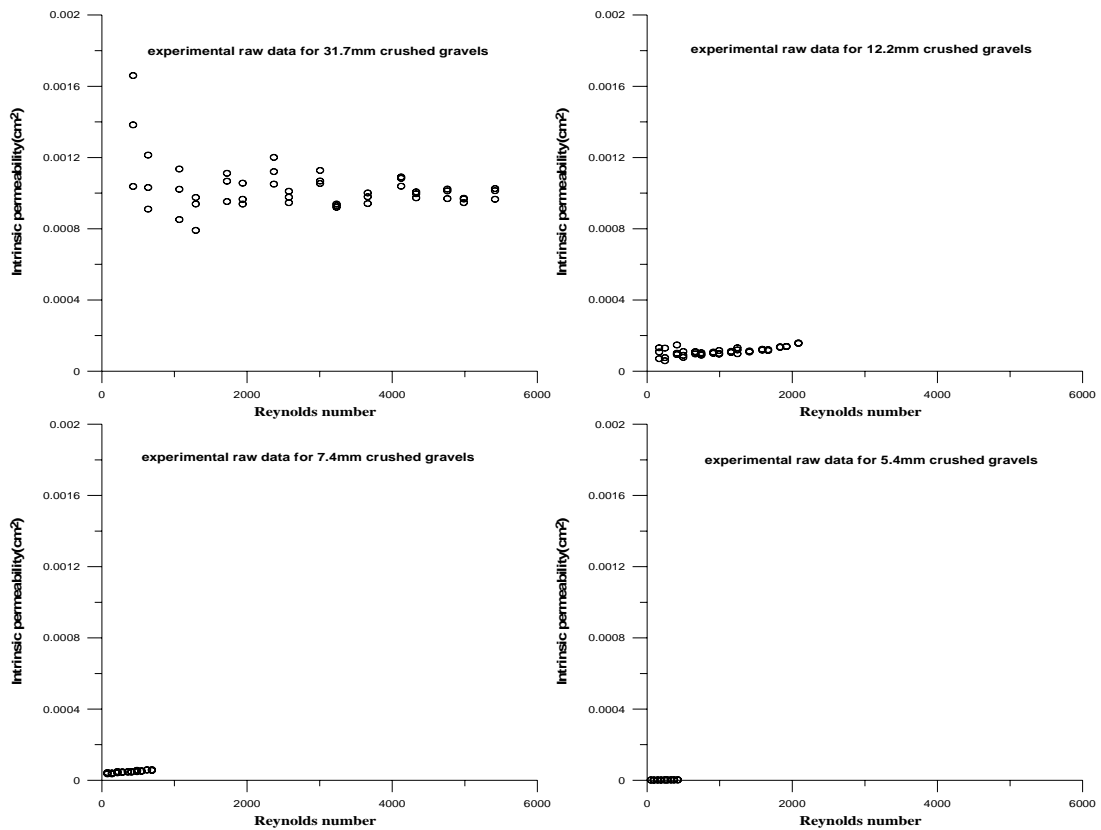 0.002
experimental raw data for 31.7mm crushed gravels
0.0016
0.0012
0.0008
0.0004
0
Intrinsic permeability(cm²)
0 2000 4000 6000
Reynolds number
0.002
experimental raw data for 12.2mm crushed gravels
0.0016
0.0012
0.0008
0.0004
0
Intrinsic permeability(cm²)
0 2000 4000 6000
Reynolds number
0.002
experimental raw data for 7.4mm crushed gravels
0.0016
0.0012
0.0008
0.0004
0
Intrinsic permeability(cm²)
0 2000 4000 6000
Reynolds number
0.002
experimental raw data for 5.4mm crushed gravels
0.0016
0.0012
0.0008
0.0004
0
Intrinsic permeability(cm²)
0 2000 4000 6000
Reynolds number